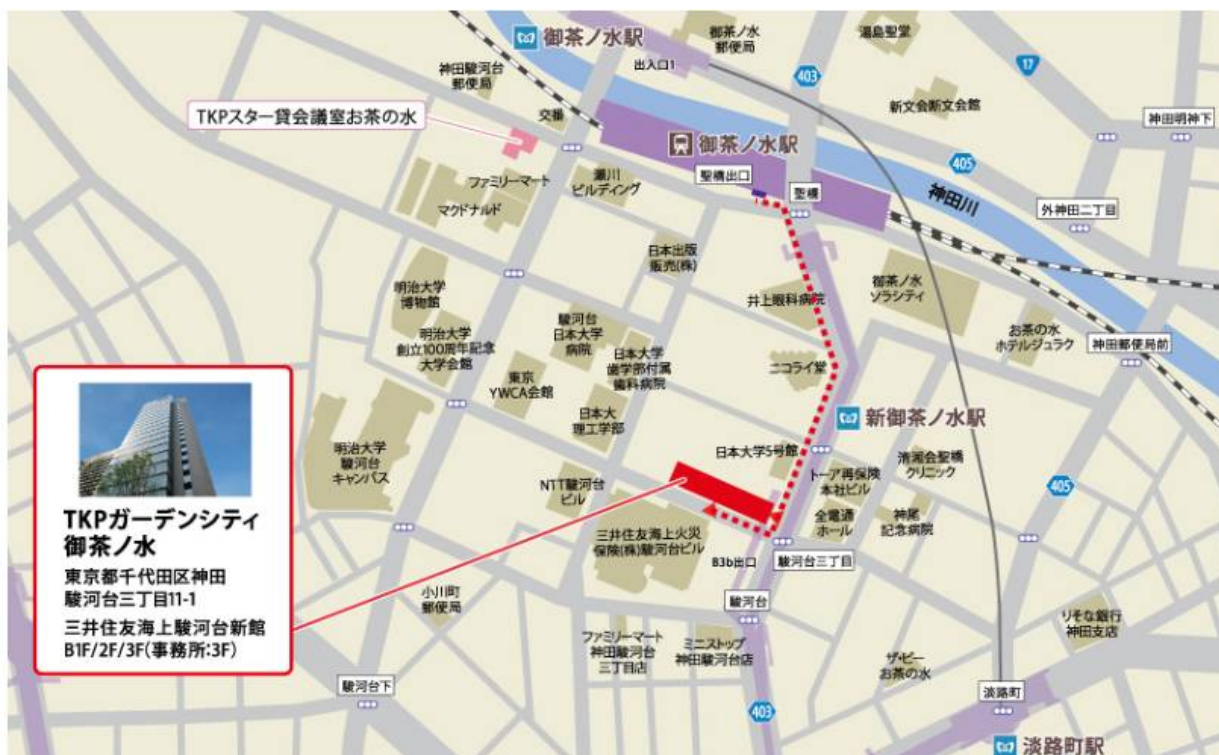 御茶ノ水駅
御茶ノ水
郵便局
湯島聖堂
出入口1
403
17
神田駿河台
郵便局
新文会新文会館
TKPスター貸会議室お茶の水
交番
神田明神下
御茶ノ水駅
405
聖橋出口
聖橋
神田川
ファミリーマート
瀬川
ビルディング
マクドナルド
外神田二丁目
日本出版
販売(株)
明治大学
博物館
井上眼科病院
御茶ノ水
ソラシティ
駿河台
日本大学
病院
明治大学
創立100周年記念
大学会館
お茶の水
ホテルジュラク
神田郵便局前
日本大学
歯学部付属
歯科病院
ニコライ堂
東京
YWCA会館
日本大
理工学部
新御茶ノ水駅
明治大学
駿河台
キャンパス
日本大学5号館
清湘会聖橋
クリニック
NTT駿河台
ビル
トーア再保険
本社ビル
405
全電通
ホール
神尾
記念病院
三井住友海上火災
保険(株)駿河台ビル
B3b出口
駿河台三丁目
TKPガーデンシティ
御茶ノ水
東京都千代田区神田
駿河台三丁目11-1
三井住友海上駿河台新館
B1F/2F/3F(事務所:3F)
小川町
郵便局
駿河台
りそな銀行
神田支店
ファミリーマート
神田駿河台
三丁目店
ミニストップ
神田駿河台店
ザ・ビー
お茶の水
駿河台下
淡路町
403
淡路町駅